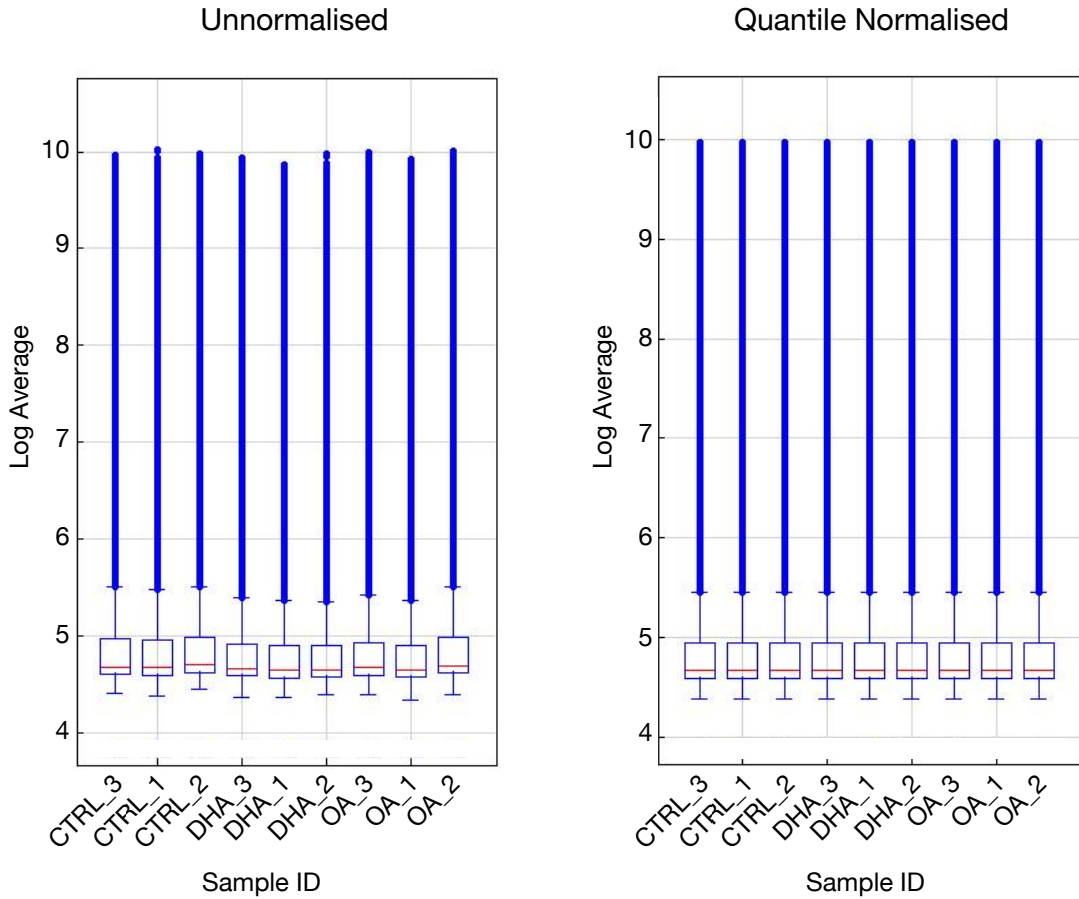 Unnormalised
Log Average
10
9
8
7
6
5
4
CTRL_3
CTRL_1
CTRL_2
DHA_3
DHA_1
DHA_2
OA_3
OA_1
OA_2
Sample ID
Quantile Normalised
Log Average
10
9
8
7
6
5
4
CTRL_3
CTRL_1
CTRL_2
DHA_3
DHA_1
DHA_2
OA_3
OA_1
OA_2
Sample ID